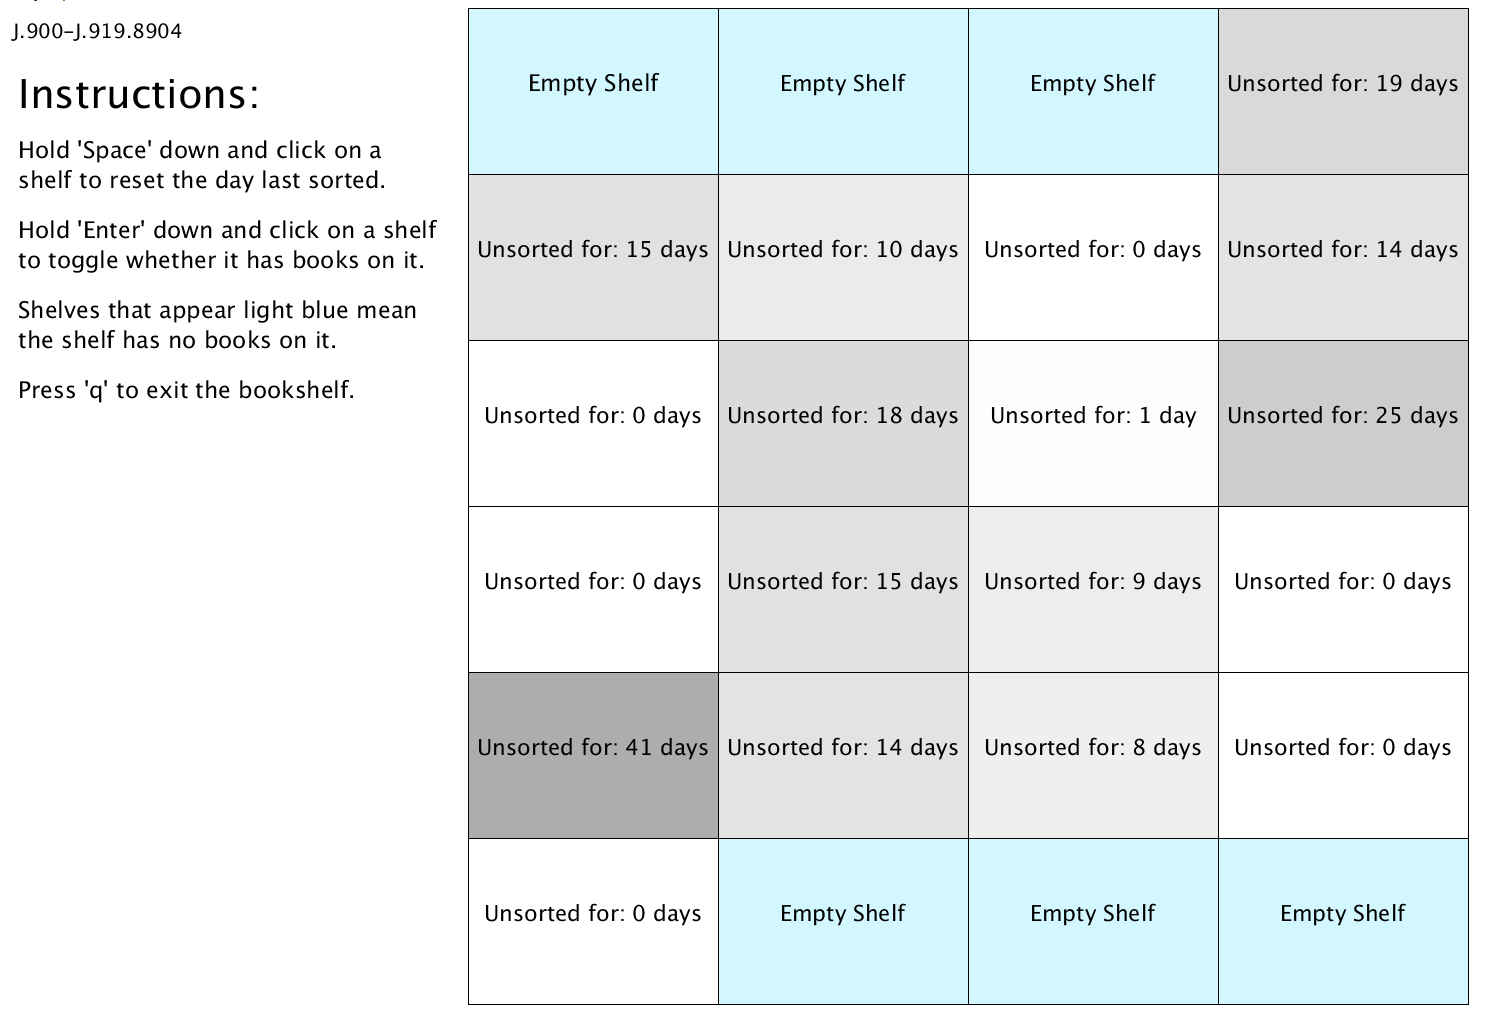 J.900–J.919.8904
Instructions:
Hold 'Space' down and click on a
shelf to reset the day last sorted.
Hold 'Enter' down and click on a shelf
to toggle whether it has books on it.
Shelves that appear light blue mean
the shelf has no books on it.
Press 'q' to exit the bookshelf.
Empty Shelf
Empty Shelf
Empty Shelf
Unsorted for: 19 days
Unsorted for: 15 days
Unsorted for: 10 days
Unsorted for: 0 days
Unsorted for: 14 days
Unsorted for: 0 days
Unsorted for: 18 days
Unsorted for: 1 day
Unsorted for: 25 days
Unsorted for: 0 days
Unsorted for: 15 days
Unsorted for: 9 days
Unsorted for: 0 days
Unsorted for: 41 days
Unsorted for: 14 days
Unsorted for: 8 days
Unsorted for: 0 days
Unsorted for: 0 days
Empty Shelf
Empty Shelf
Empty Shelf